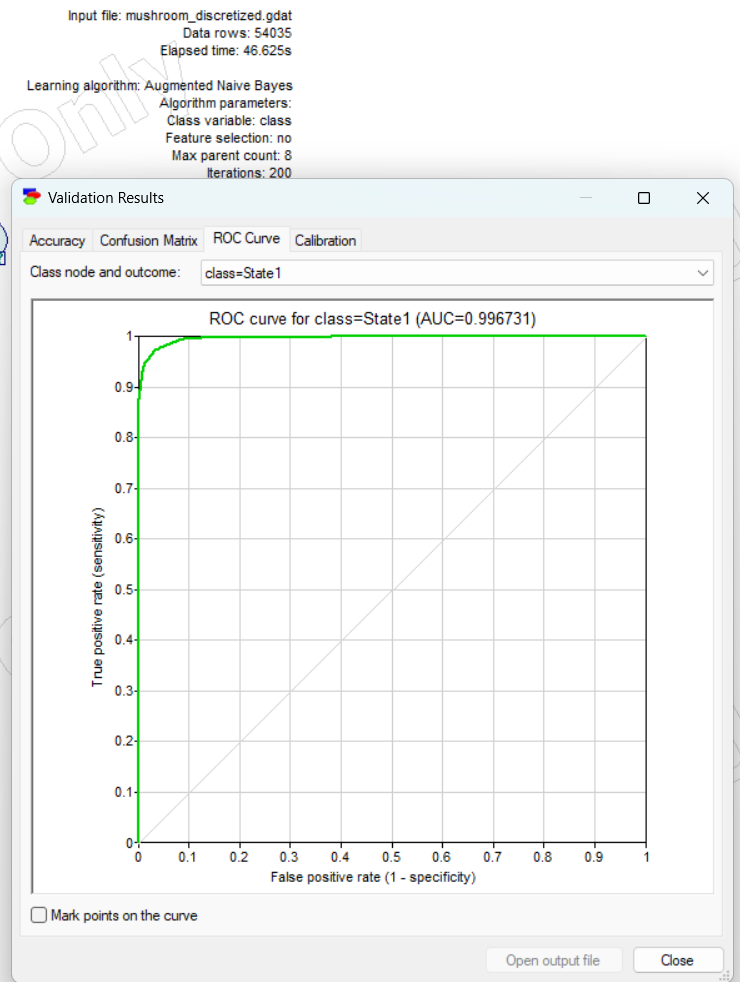 Input file: mushroom_discretized.gdat
Data rows: 54035
Elapsed time: 46.625s
Learning algorithm: Augmented Naive Bayes
Algorithm parameters:
Class variable: class
Feature selection: no
Max parent count: 8
Iterations: 200
only
Validation Results
Accuracy Confusion Matrix ROC Curve Calibration
Class node and outcome: class=State1
ROC curve for class=State1 (AUC=0.996731)
1
0.9
0.8
0.7
0.6
0.5
0.4
0.3
0.2
0.1
0
True positive rate (sensitivity)
0 0.1 0.2 0.3 0.4 0.5 0.6 0.7 0.8 0.9 1
False positive rate (1 - specificity)
Mark points on the curve
Open output file Close